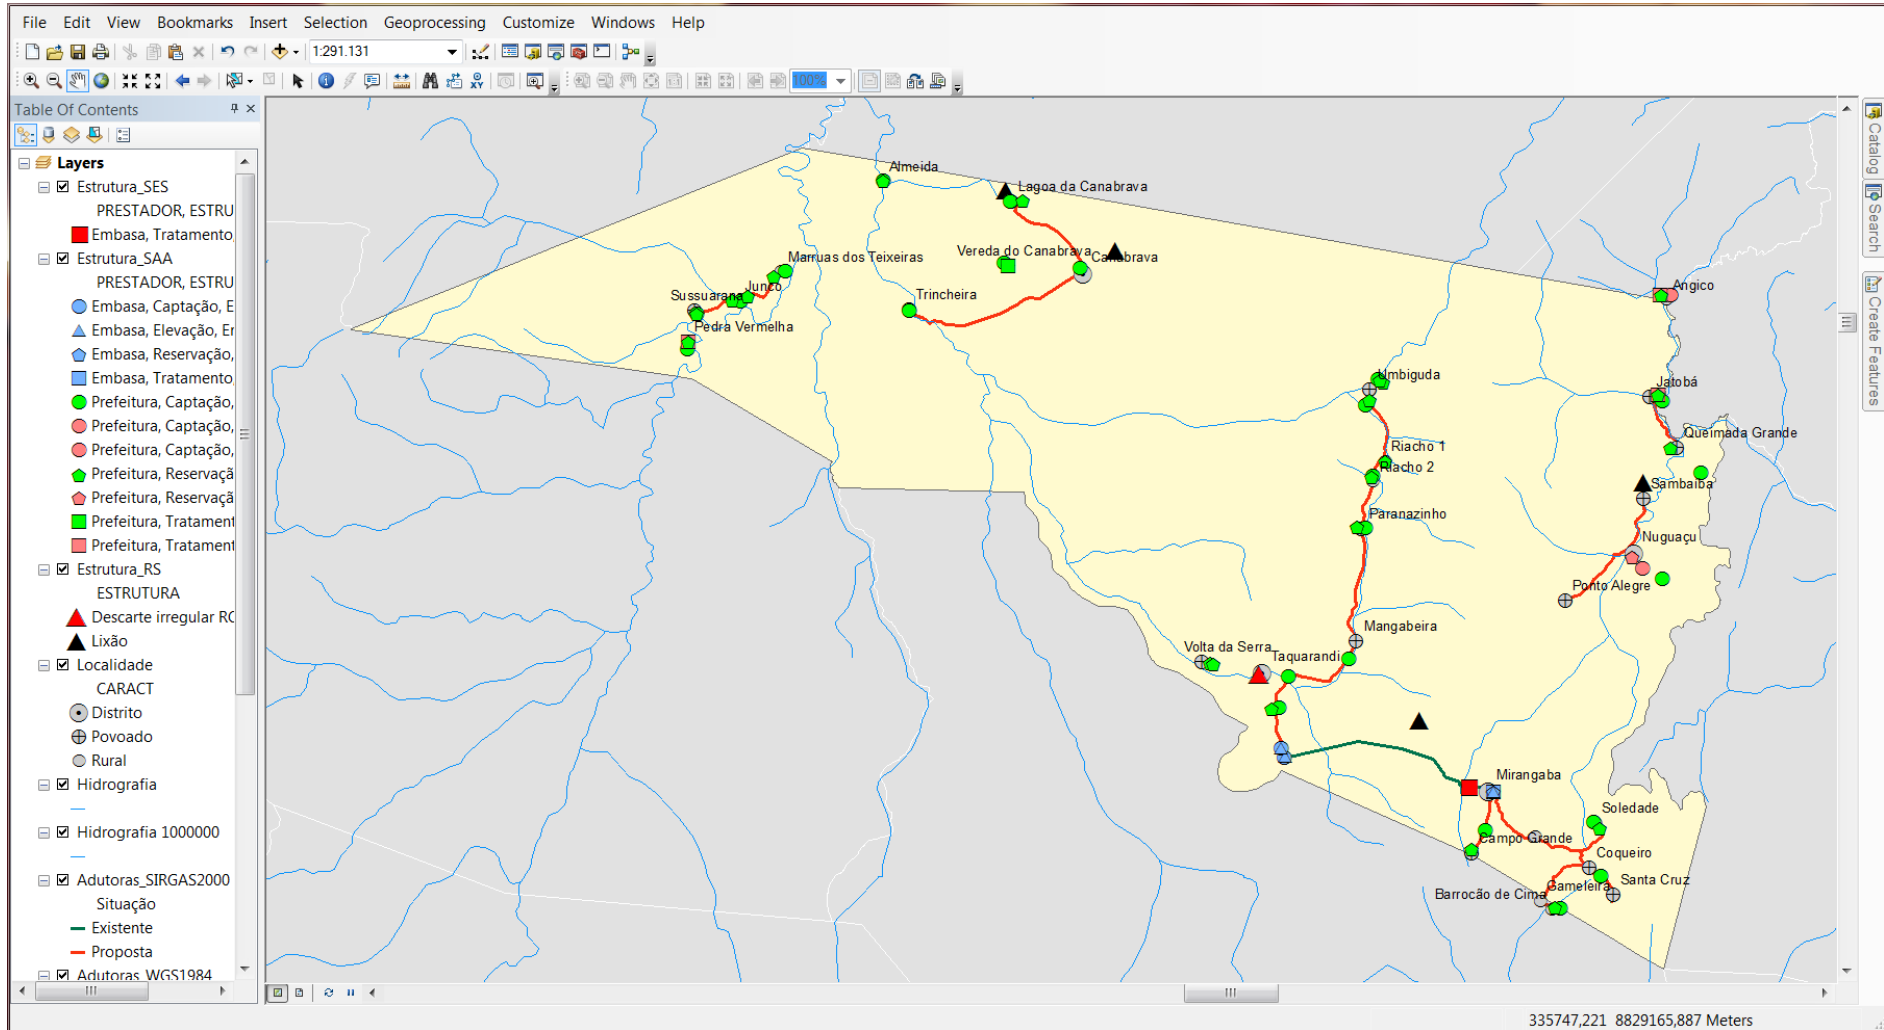 File Edit View Bookmarks Insert Selection Geoprocessing Customize Windows Help
1:291.131
100%
Table Of Contents
Layers
Estrutura_SES
PRESTADOR, ESTRU
Embasa, Tratamento,
Estrutura_SAA
PRESTADOR, ESTRU
Embasa, Captação, E
Embasa, Elevação, Er
Embasa, Reservação,
Embasa, Tratamento,
Prefeitura, Captação,
Prefeitura, Captação,
Prefeitura, Captação,
Prefeitura, Reservaçã
Prefeitura, Reservaçã
Prefeitura, Tratament
Prefeitura, Tratament
Estrutura_RS
ESTRUTURA
Descarte irregular RC
Lixão
Localidade
CARACT
Distrito
Povoado
Rural
Hidrografia
Hidrografia 1000000
Adutoras_SIRGAS2000
Situação
Existente
Proposta
Adutoras_WGS1984
Almeida
Lagoa da Canabrava
Vereda do Canabrava
Canabrava
Marruas dos Teixeiras
Junco
Sussuarana
Pedra Vermelha
Trincheira
Angico
Umbiguda
Jatobá
Queimada Grande
Riacho 1
Riacho 2
Sambaíba
Paranazinho
Nuguaçu
Ponto Alegre
Mangabeira
Volta da Serra
Taquarandi
Mirangaba
Soledade
Campo Grande
Coqueiro
Gameleira
Santa Cruz
Barrocão de Cima
Catalog
Search
Create Features
335747,221 8829165,887 Meters